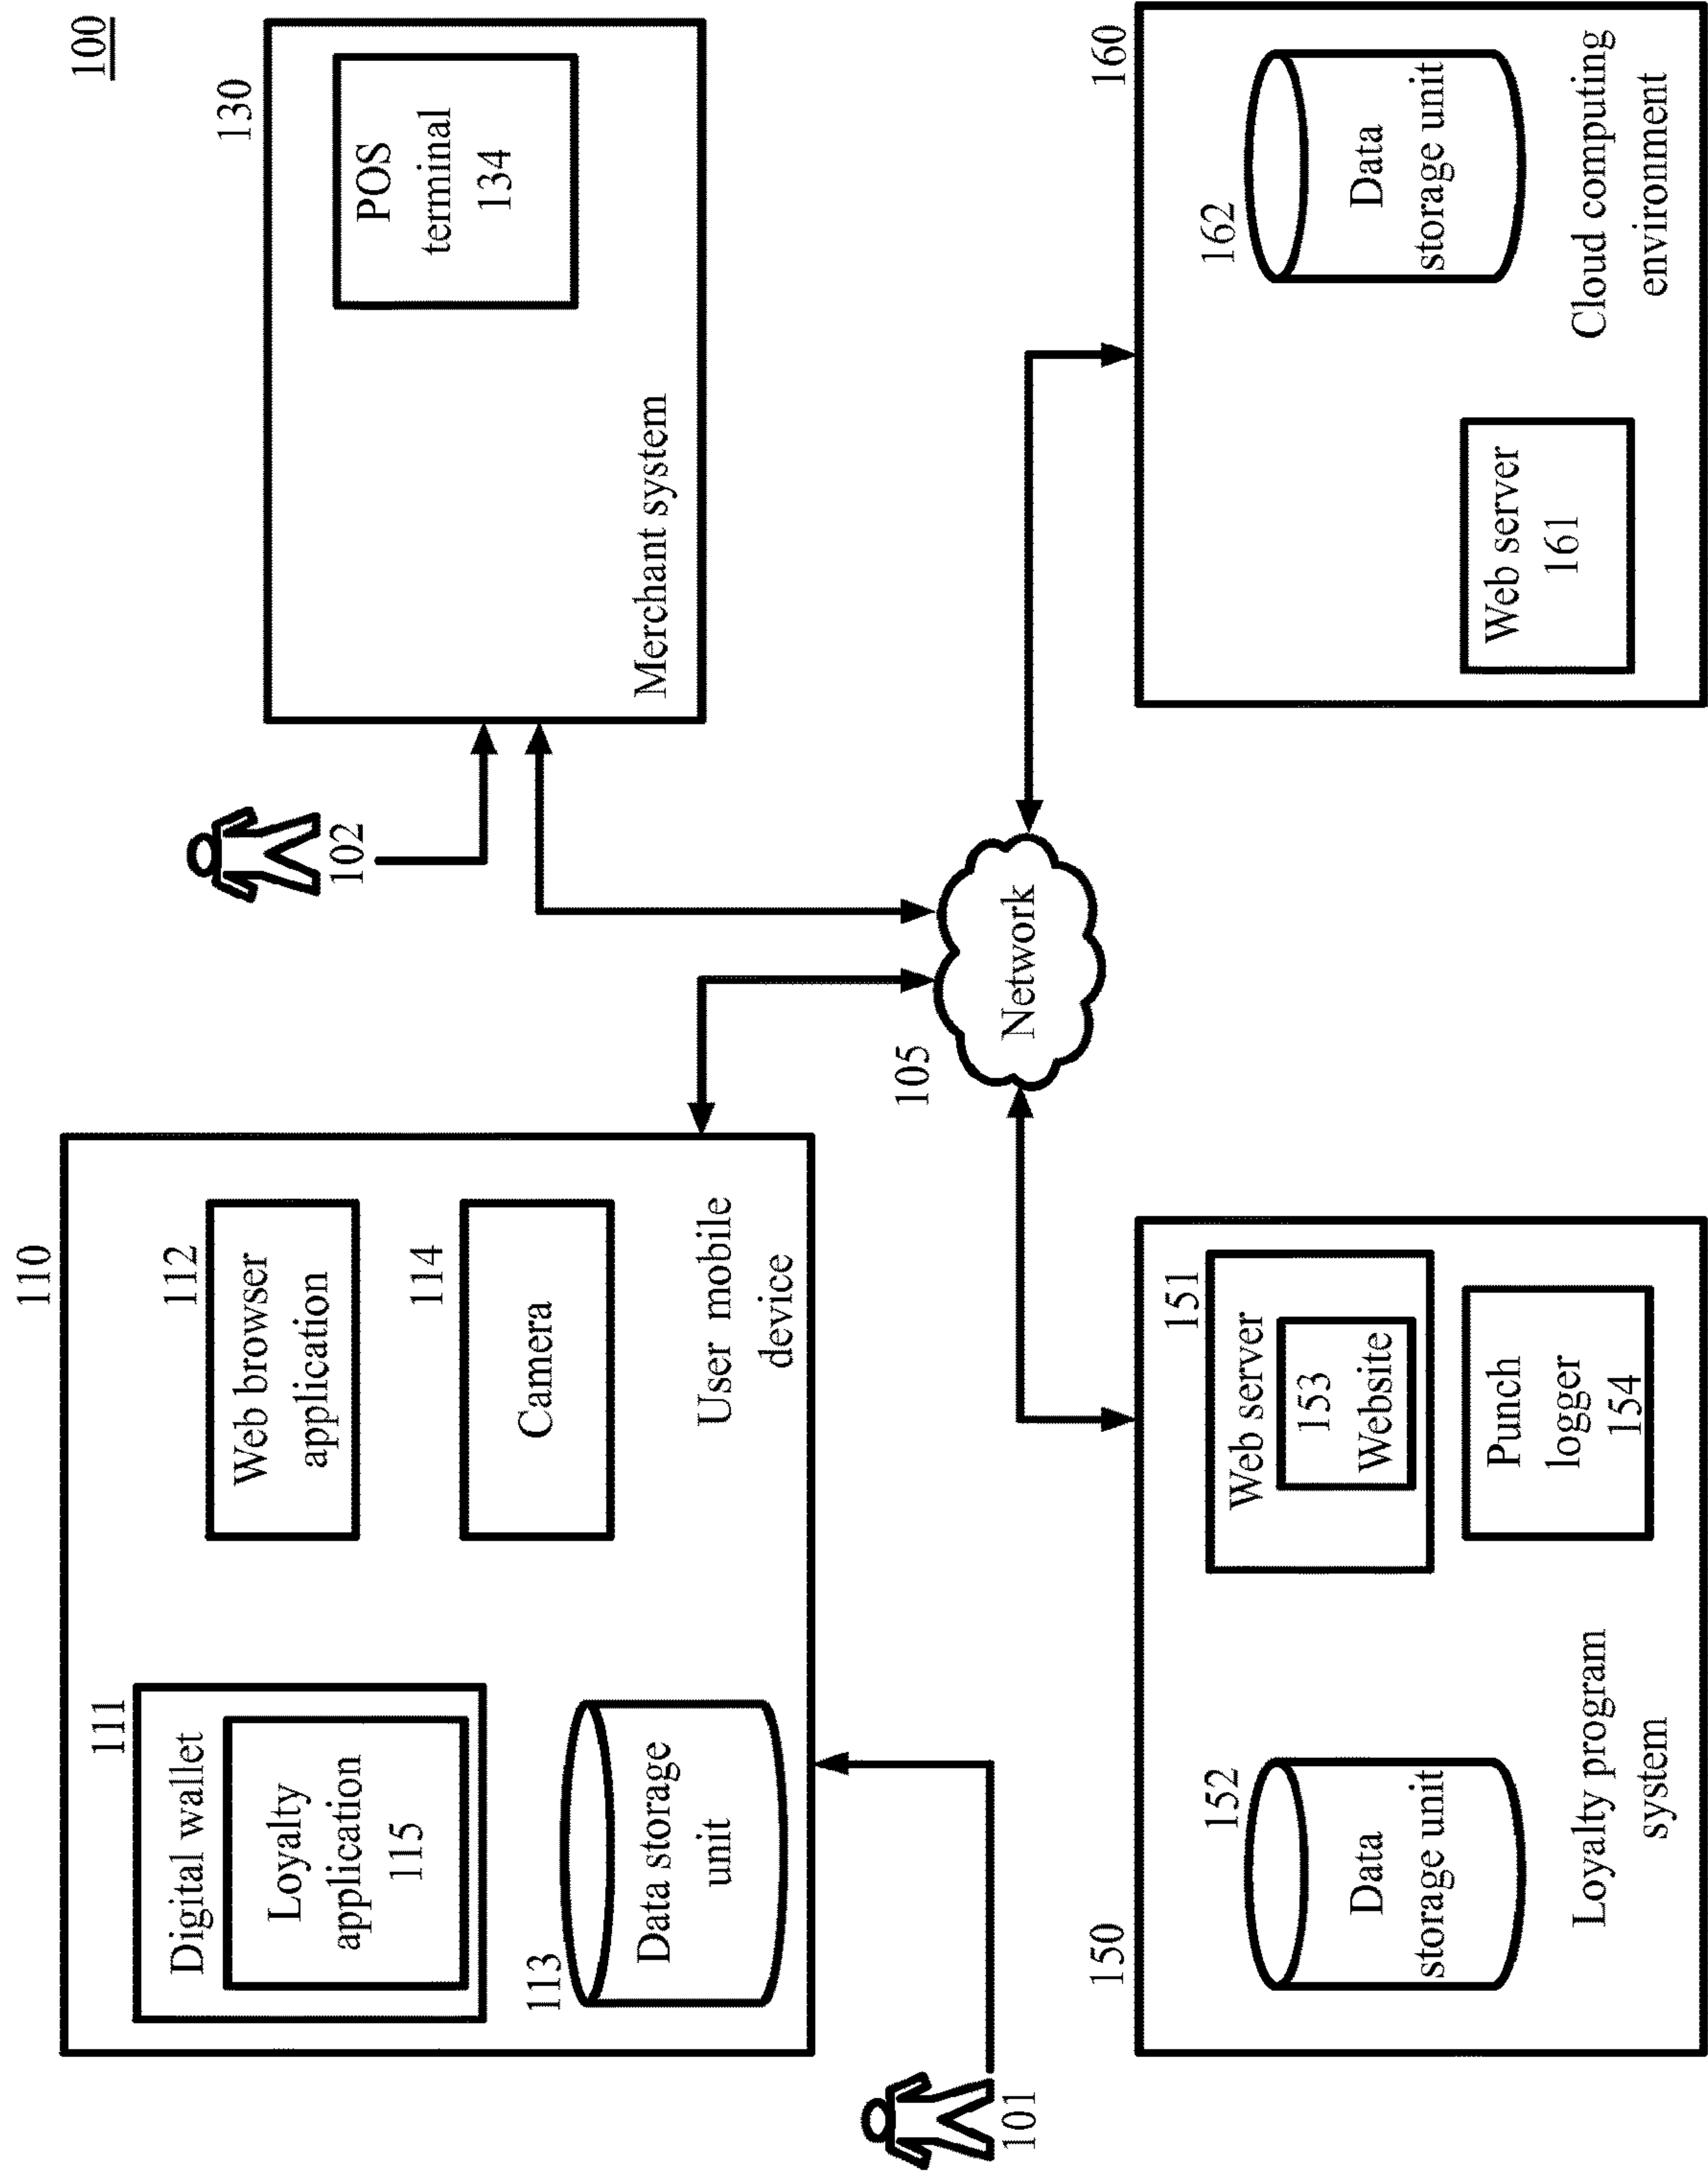 100
110
111
Digital wallet
Loyalty
application
115
112
Web browser
application
113
Data storage
unit
114
Camera
User mobile
device
101
102
130
POS
terminal
134
Merchant system
105
Network
150
152
Data
storage unit
151
Web server
153
Website
Punch
logger
154
Loyalty program
system
160
162
Data
storage unit
Web server
161
Cloud computing
environment